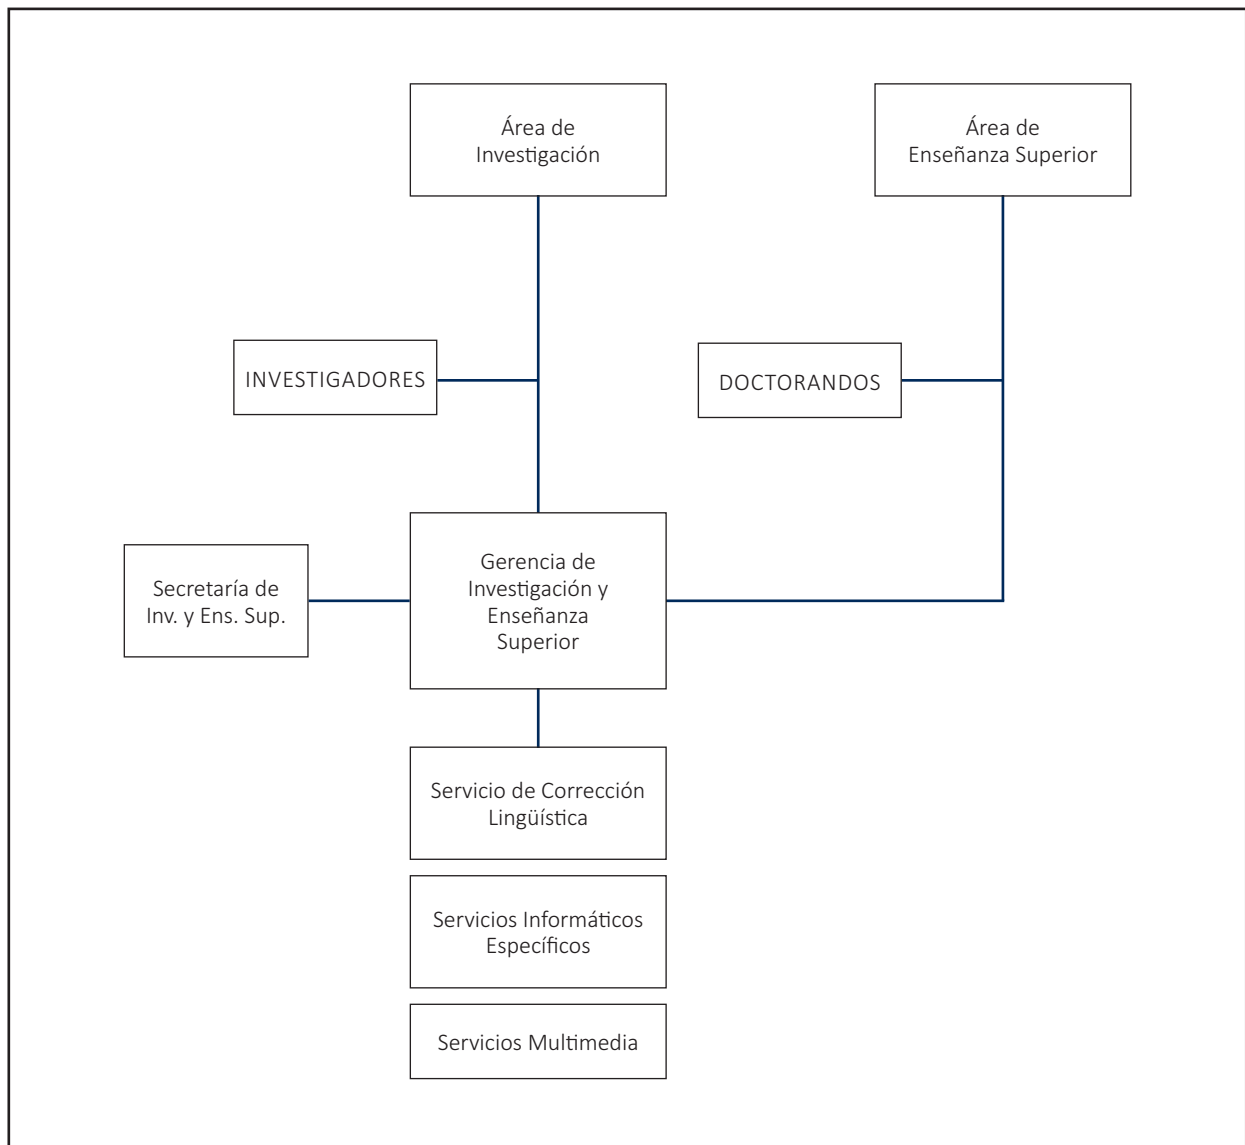 Área de
Investigación
Área de
Enseñanza Superior
INVESTIGADORES
DOCTORANDOS
Secretaría de
Inv. y Ens. Sup.
Gerencia de
Investigación y
Enseñanza
Superior
Servicio de Corrección
Lingüística
Servicios Informáticos
Específicos
Servicios Multimedia